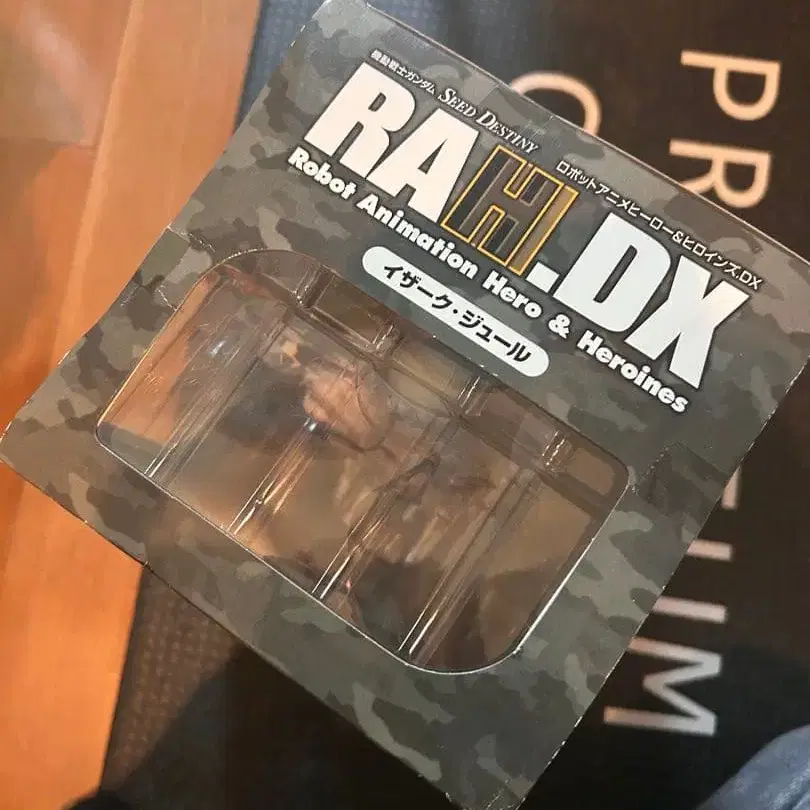 機動戦士ガンダム SEED DESTINY
ロボットアニメヒーロー&ヒロインズ.DX
RAH.DX
Robot Animation Hero & Heroines
イザーク・ジュール